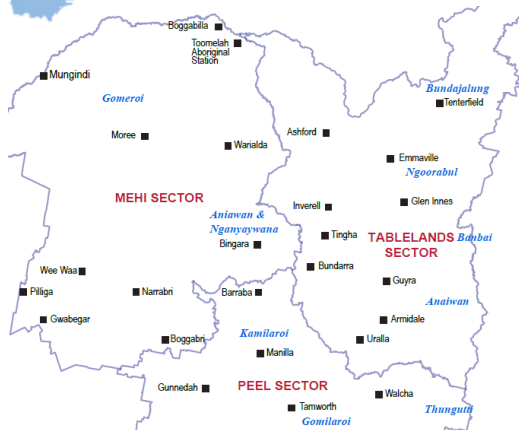 Boggabilla
Toomelah
Aboriginal
Station
Mungindi
Gomeroi
Bundajalung
Tenterfield
Moree
Warialda
Ashford
Emmaville
Ngoorabul
MEHI SECTOR
Inverell
Glen Innes
Aniawan &
Nganyaywana
Bingara
Tingha
TABLELANDS
SECTOR
Banbai
Bundarra
Wee Waa
Guyra
Pilliga
Narrabri
Barraba
Anaiwan
Gwabegar
Armidale
Kamilaroi
Boggabri
Uralla
Manilla
Gunnedah
PEEL SECTOR
Walcha
Tamworth
Thungutti
Gomilaroi